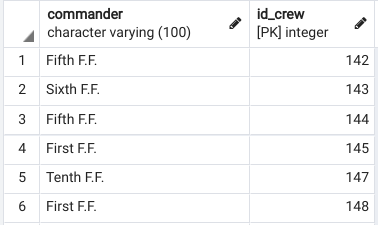 commander id_crew
character varying (100) [PK] integer
1 Fifth F.F. 142
2 Sixth F.F. 143
3 Fifth F.F. 144
4 First F.F. 145
5 Tenth F.F. 147
6 First F.F. 148